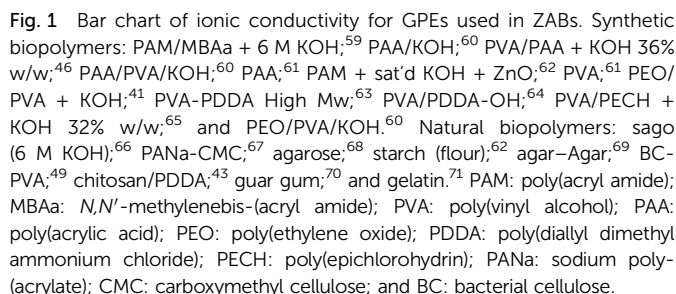 Fig. 1 Bar chart of ionic conductivity for GPEs used in ZABs. Synthetic
biopolymers: PAM/MBAa + 6 M KOH;59 PAA/KOH;60 PVA/PAA + KOH 36%
w/w;46 PAA/PVA/KOH;60 PAA;61 PAM + sat'd KOH + ZnO;62 PVA;61 PEO/
PVA + KOH;41 PVA-PDDA High Mw;63 PVA/PDDA-OH;64 PVA/PECH +
KOH 32% w/w;65 and PEO/PVA/KOH.60 Natural biopolymers: sago
(6 M KOH);66 PANa-CMC;67 agarose;68 starch (flour);62 agar–Agar;69 BC-
PVA;49 chitosan/PDDA;43 guar gum;70 and gelatin.71 PAM: poly(acryl amide);
MBAa: N,N′-methylenebis-(acryl amide); PVA: poly(vinyl alcohol); PAA:
poly(acrylic acid); PEO: poly(ethylene oxide); PDDA: poly(diallyl dimethyl
ammonium chloride); PECH: poly(epichlorohydrin); PANa: sodium poly-
(acrylate); CMC: carboxymethyl cellulose; and BC: bacterial cellulose.